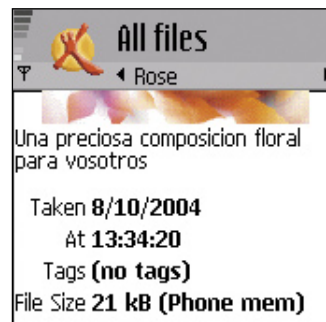 All files
Rose
Una preciosa composicion floral
para vosotros
Taken 8/10/2004
At 13:34:20
Tags (no tags)
File Size 21 kB (Phone mem)